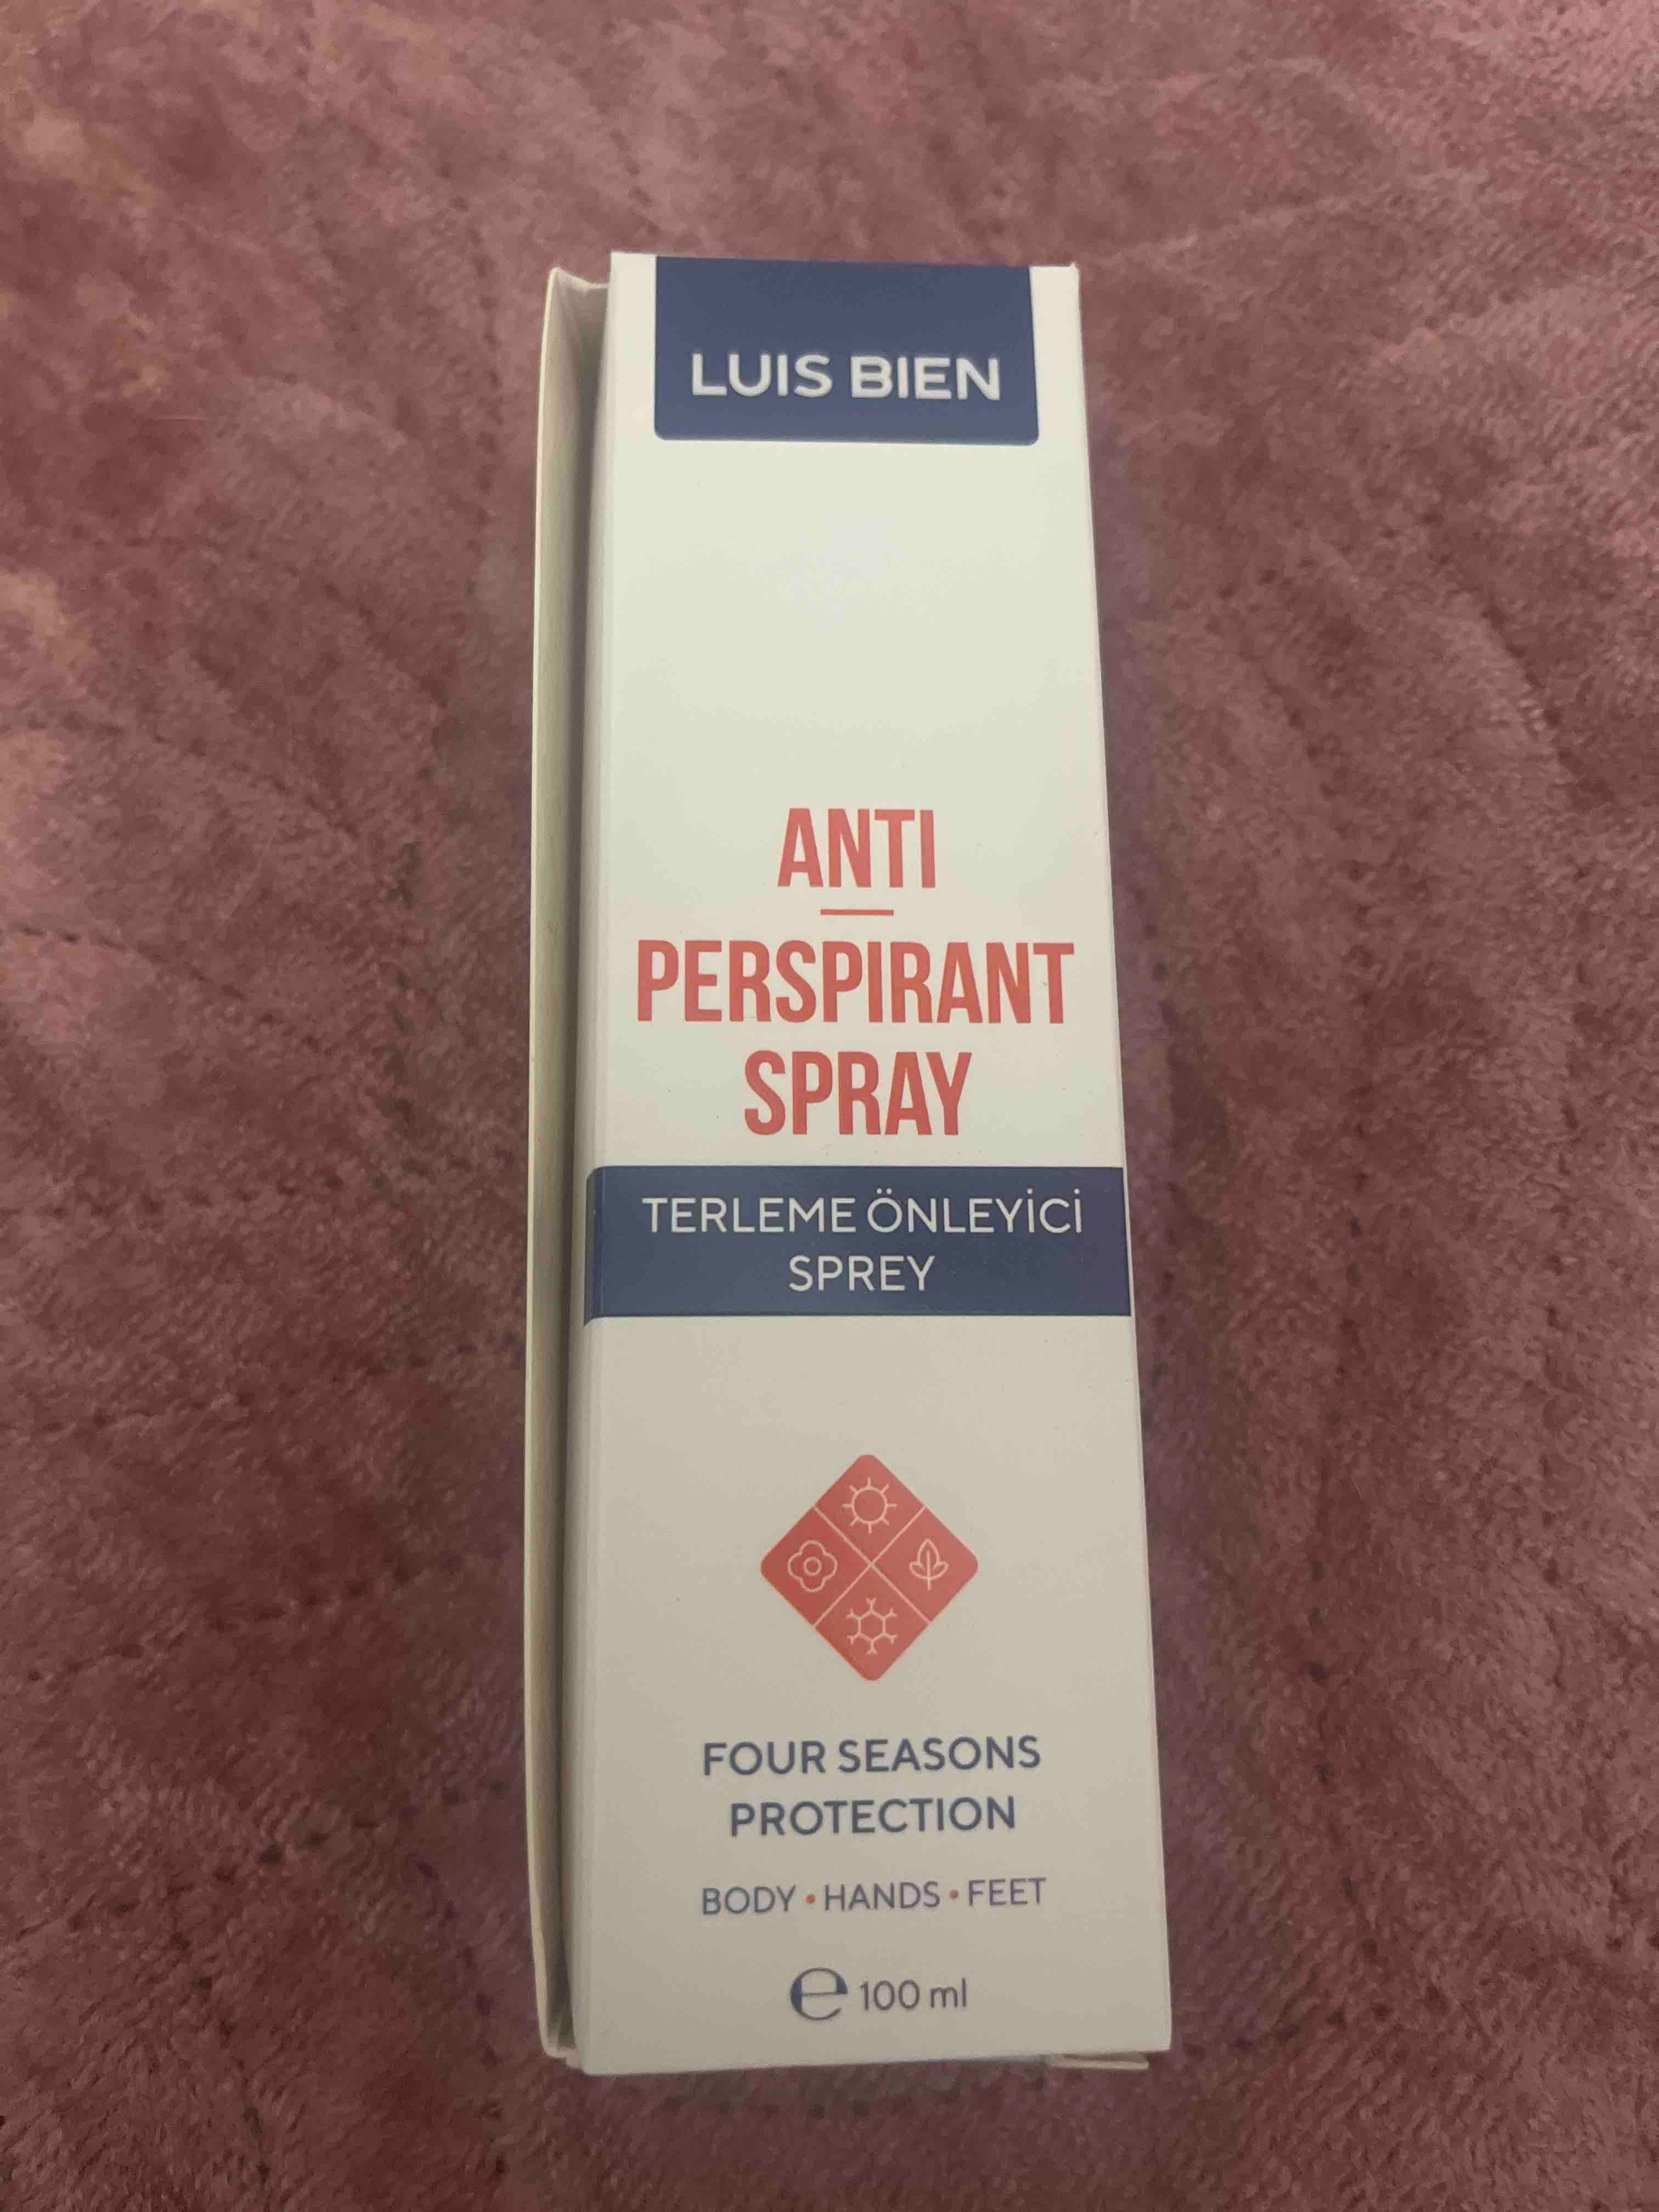 LUIS BIEN
ANTI
PERSPIRANT
SPRAY
TERLEME ÖNLEYİCİ
SPREY
FOUR SEASONS
PROTECTION
BODY • HANDS • FEET
℮ 100 ml